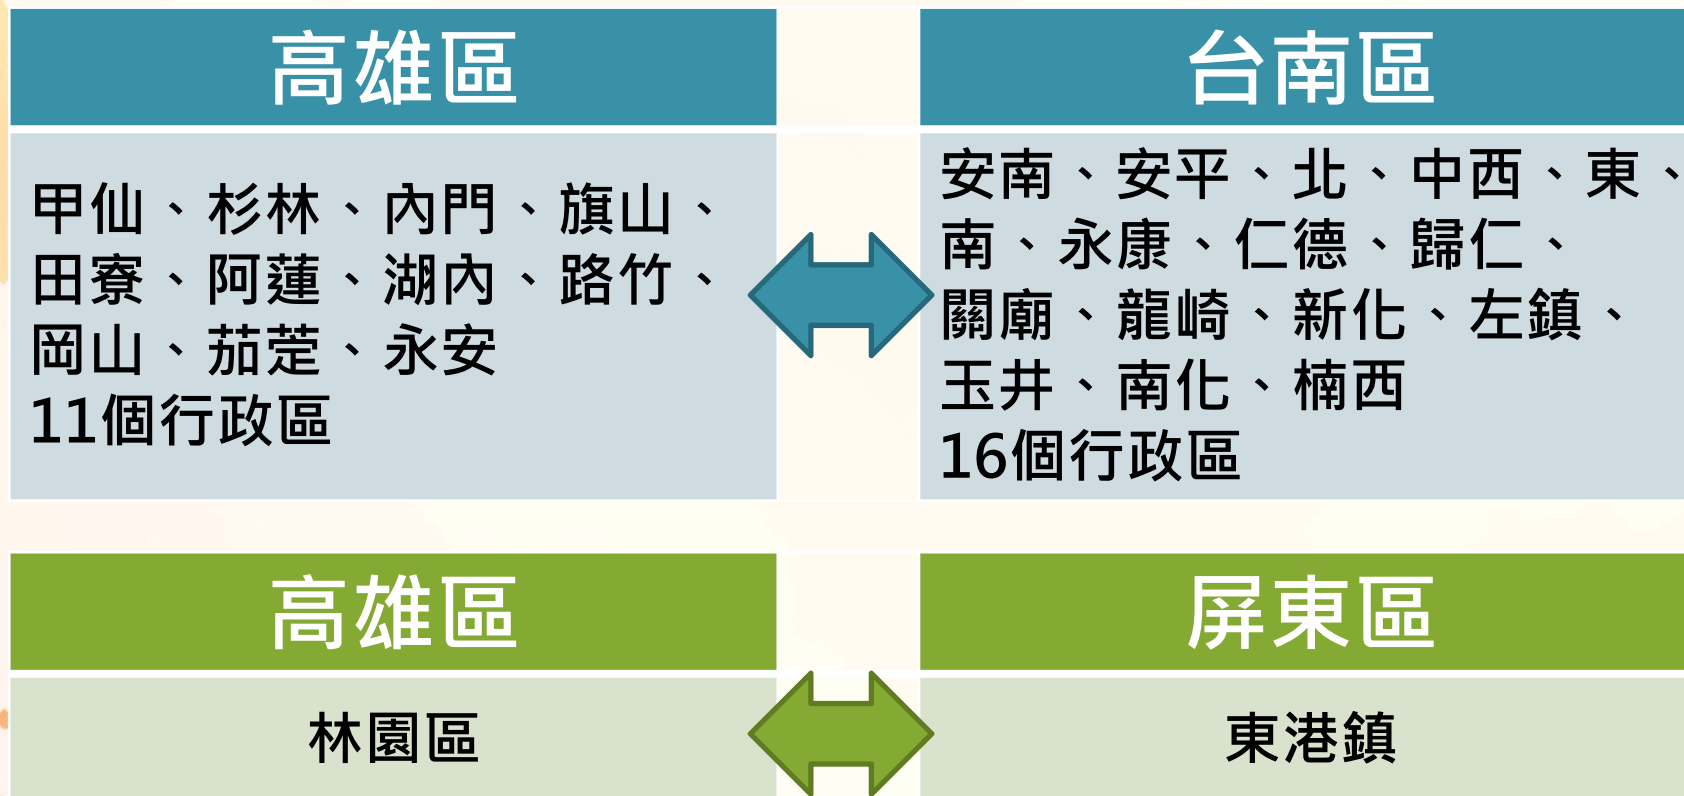 高雄區
台南區
甲仙、杉林、內門、旗山、
田寮、阿蓮、湖內、路竹、
岡山、茄萣、永安
11個行政區
安南、安平、北、中西、東、
南、永康、仁德、歸仁、
關廟、龍崎、新化、左鎮、
玉井、南化、楠西
16個行政區
高雄區
屏東區
林園區
東港鎮